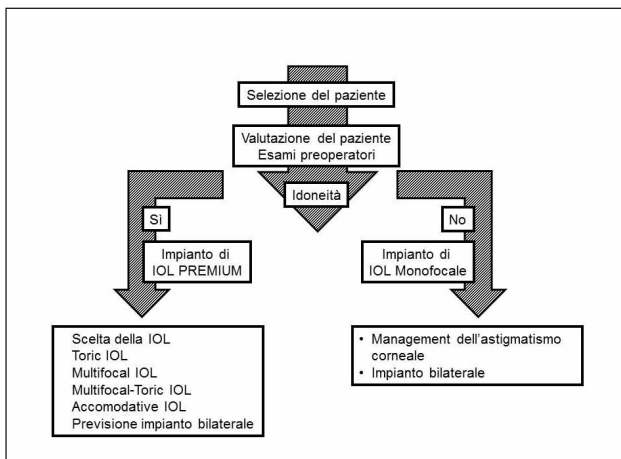 Selezione del paziente
Valutazione del paziente
Esami preoperatori
Idoneità
Sì
No
Impianto di
IOL PREMIUM
Impianto di
IOL Monofocale
Scelta della IOL
Toric IOL
Multifocal IOL
Multifocal-Toric IOL
Accomodative IOL
Previsione impianto bilaterale
• Management dell'astigmatismo
corneale
• Impianto bilaterale